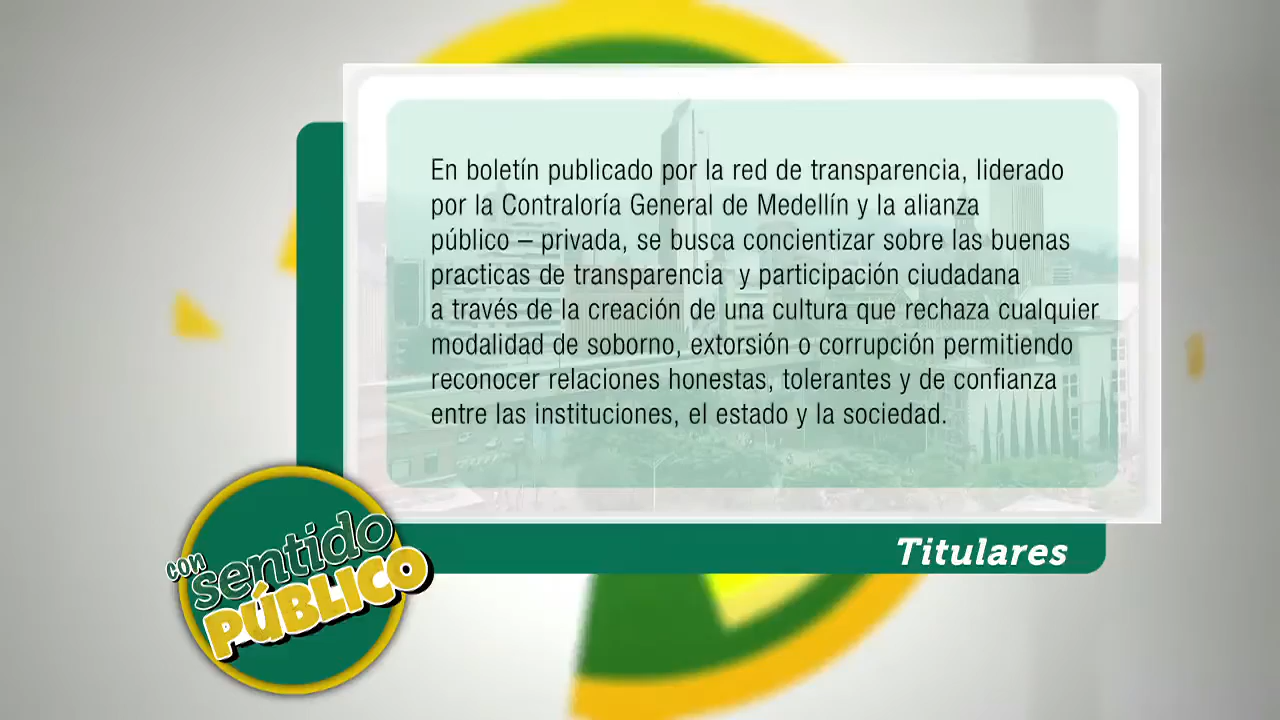 En boletín publicado por la red de transparencia, liderado
por la Contraloría General de Medellín y la alianza
público – privada, se busca concientizar sobre las buenas
practicas de transparencia  y participación ciudadana
a través de la creación de una cultura que rechaza cualquier
modalidad de soborno, extorsión o corrupción permitiendo
reconocer relaciones honestas, tolerantes y de confianza
entre las instituciones, el estado y la sociedad.
Titulares
con
sentido
PÚBLICO